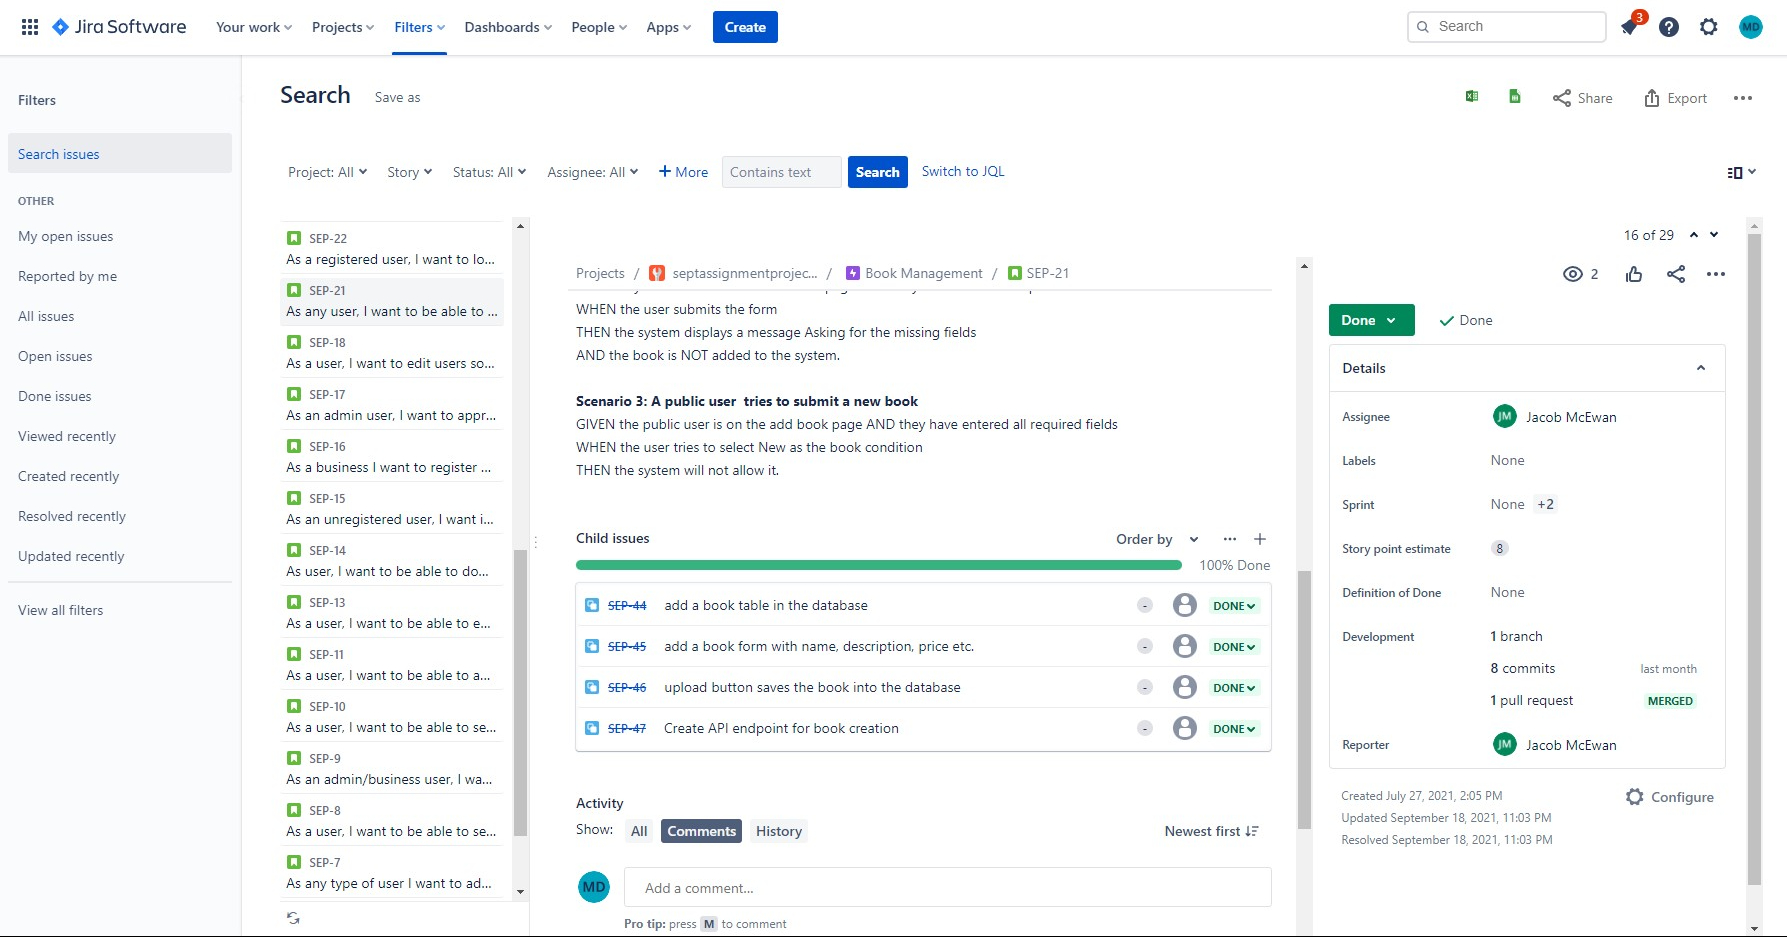 Jira Software
Your work
Projects
Filters
Dashboards
People
Apps
Create
Search
3
MD
Filters
Search issues
OTHER
My open issues
Reported by me
All issues
Open issues
Done issues
Viewed recently
Created recently
Resolved recently
Updated recently
View all filters
Search
Save as
Share
Export
Project: All
Story
Status: All
Assignee: All
More
Contains text
Search
Switch to JQL
SEP-22
As a registered user, I want to lo...
SEP-21
As any user, I want to be able to ...
SEP-18
As a user, I want to edit users so...
SEP-17
As an admin user, I want to appr...
SEP-16
As a business I want to register ...
SEP-15
As an unregistered user, I want i...
SEP-14
As user, I want to be able to do...
SEP-13
As a user, I want to be able to e...
SEP-11
As a user, I want to be able to a...
SEP-10
As a user, I want to be able to se...
SEP-9
As an admin/business user, I wa...
SEP-8
As a user, I want to be able to se...
SEP-7
As any type of user I want to ad...
Projects / septassignmentprojec... / Book Management / SEP-21
WHEN the user submits the form
THEN the system displays a message Asking for the missing fields
AND the book is NOT added to the system.
Scenario 3: A public user tries to submit a new book
GIVEN the public user is on the add book page AND they have entered all required fields
WHEN the user tries to select New as the book condition
THEN the system will not allow it.
Child issues
Order by
100% Done
SEP-44 add a book table in the database - DONE
SEP-45 add a book form with name, description, price etc. - DONE
SEP-46 upload button saves the book into the database - DONE
SEP-47 Create API endpoint for book creation - DONE
Activity
Show: All Comments History
Newest first
MD
Add a comment...
Pro tip: press M to comment
16 of 29
2
Done
Done
Details
Assignee JM Jacob McEwan
Labels None
Sprint None +2
Story point estimate 8
Definition of Done None
Development 1 branch
8 commits last month
1 pull request MERGED
Reporter JM Jacob McEwan
Created July 27, 2021, 2:05 PM
Configure
Updated September 18, 2021, 11:03 PM
Resolved September 18, 2021, 11:03 PM